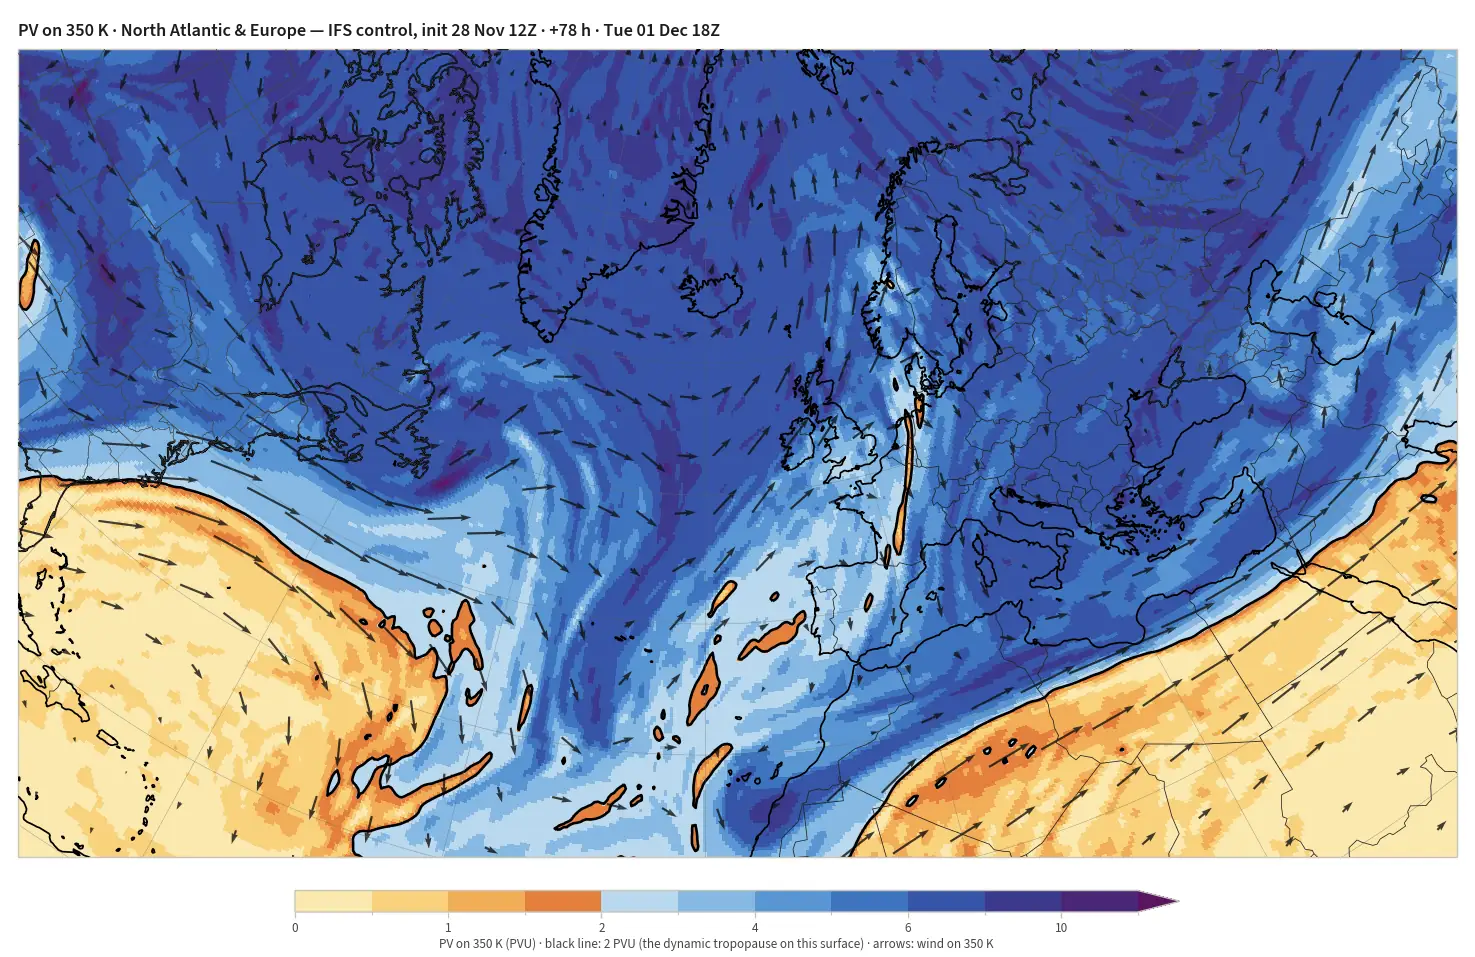 PV on 350 K · North Atlantic & Europe — IFS control, init 28 Nov 12Z · +78 h · Tue 01 Dec 18Z
0 1 2 4 6 10
PV on 350 K (PVU) · black line: 2 PVU (the dynamic tropopause on this surface) · arrows: wind on 350 K